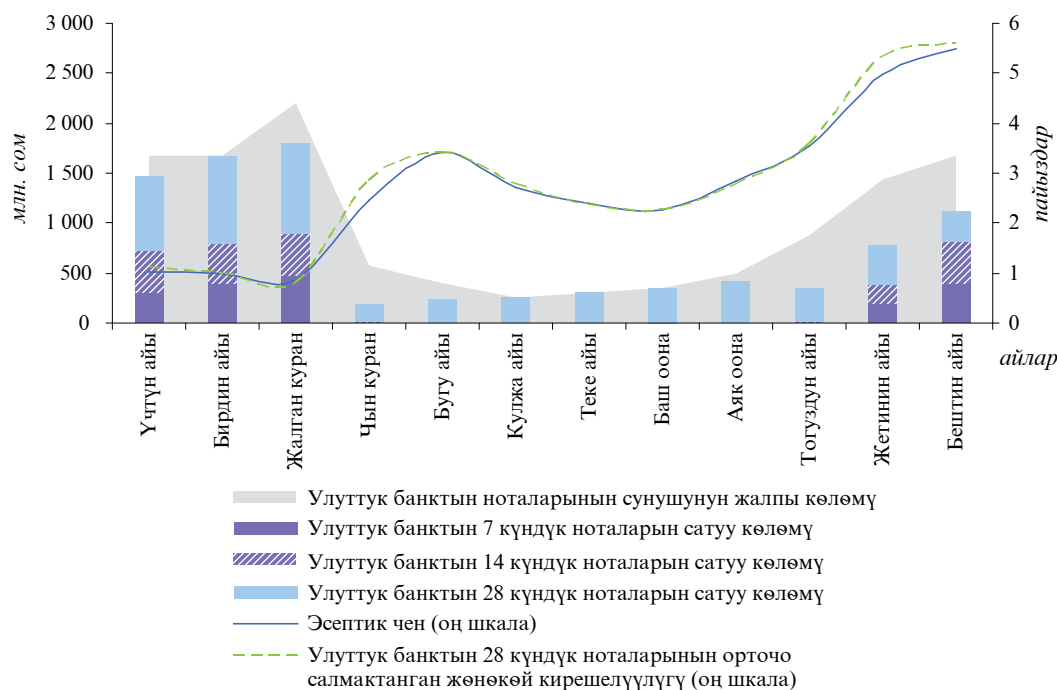 3 000
2 500
2 000
1 500
1 000
500
0
млн. сом
6
5
4
3
2
1
0
пайыздар
айлар
Үчтүн айы
Бирдин айы
Жалган куран
Чын куран
Бугу айы
Кулжа айы
Теке айы
Баш оона
Аяк оона
Тогуздун айы
Жетинин айы
Бештин айы
Улуттук банктын ноталарынын сунушунун жалпы көлөмү
Улуттук банктын 7 күндүк ноталарын сатуу көлөмү
Улуттук банктын 14 күндүк ноталарын сатуу көлөмү
Улуттук банктын 28 күндүк ноталарын сатуу көлөмү
Эсептик чен (оң шкала)
Улуттук банктын 28 күндүк ноталарынын орточо
салмактанган жөнөкөй кирешелүүлүгү (оң шкала)